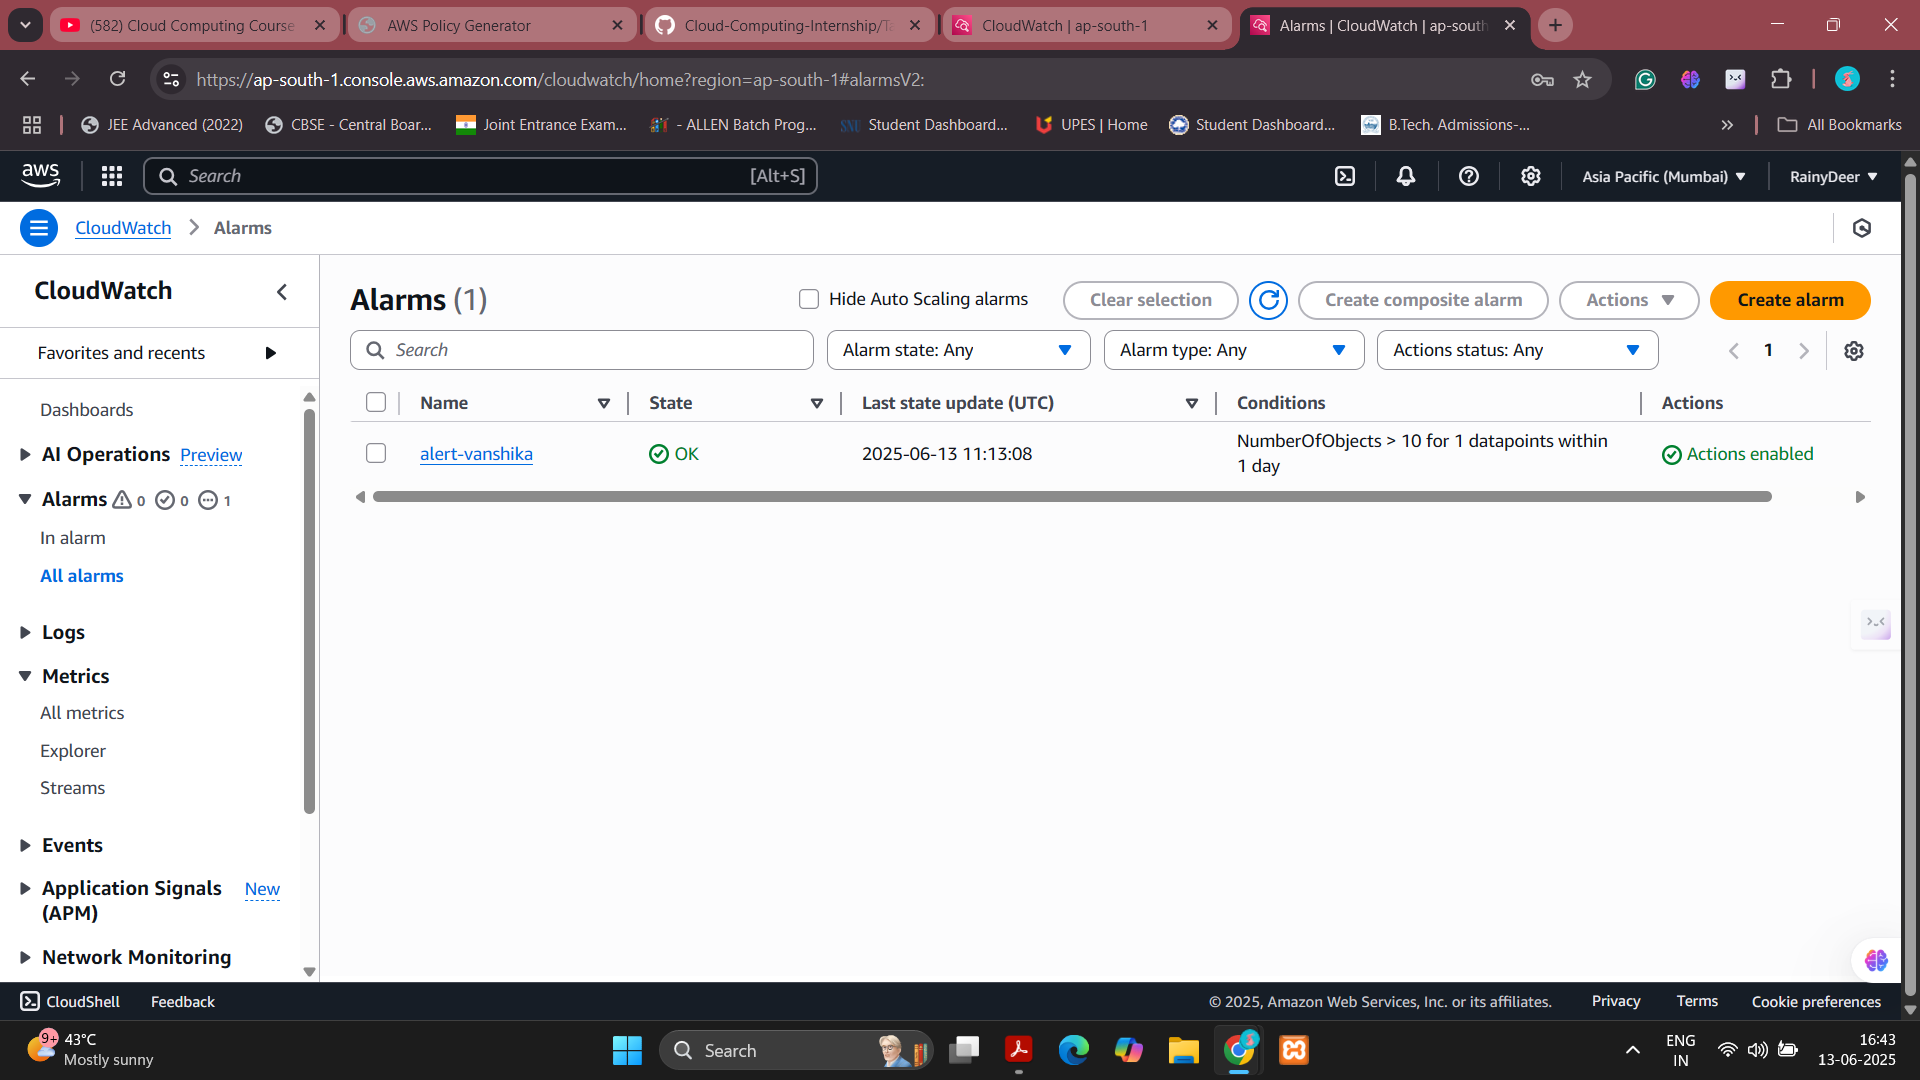 (582) Cloud Computing Course
AWS Policy Generator
Cloud-Computing-Internship/Ta
CloudWatch | ap-south-1
Alarms | CloudWatch | ap-south
https://ap-south-1.console.aws.amazon.com/cloudwatch/home?region=ap-south-1#alarmsV2:
JEE Advanced (2022)
CBSE - Central Boar...
Joint Entrance Exam...
- ALLEN Batch Prog...
SNU
Student Dashboard...
UPES | Home
Student Dashboard...
B.Tech. Admissions-...
All Bookmarks
aws
Search
[Alt+S]
Asia Pacific (Mumbai)
RainyDeer
CloudWatch
Alarms
CloudWatch
Favorites and recents
Dashboards
AI Operations Preview
Alarms 0 0 1
In alarm
All alarms
Logs
Metrics
All metrics
Explorer
Streams
Events
Application Signals New
(APM)
Network Monitoring
Alarms (1)
Hide Auto Scaling alarms
Clear selection
Create composite alarm
Actions
Create alarm
Search
Alarm state: Any
Alarm type: Any
Actions status: Any
1
Name
State
Last state update (UTC)
Conditions
Actions
alert-vanshika
OK
2025-06-13 11:13:08
NumberOfObjects > 10 for 1 datapoints within
1 day
Actions enabled
CloudShell
Feedback
© 2025, Amazon Web Services, Inc. or its affiliates.
Privacy
Terms
Cookie preferences
9+
43°C
Mostly sunny
Search
ENG
IN
16:43
13-06-2025